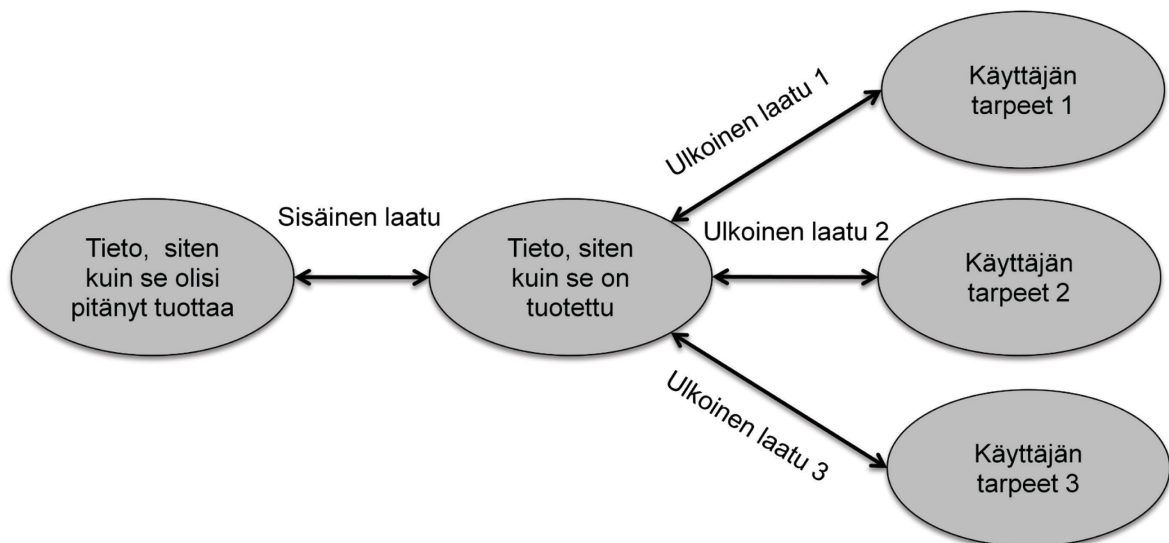 Tieto, siten
kuin se olisi
pitänyt tuottaa
Sisäinen laatu
Tieto, siten
kuin se on
tuotettu
Ulkoinen laatu 1
Käyttäjän
tarpeet 1
Ulkoinen laatu 2
Käyttäjän
tarpeet 2
Ulkoinen laatu 3
Käyttäjän
tarpeet 3